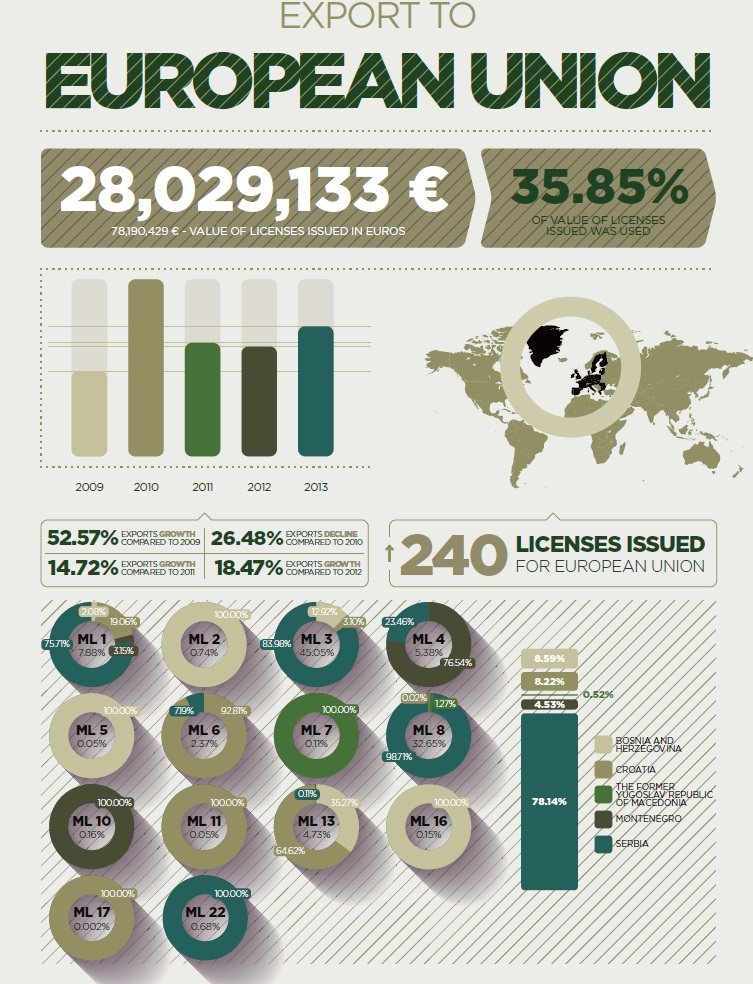 EXPORT TO
EUROPEAN UNION
28,029,133 €
78,190,429 € - VALUE OF LICENSES ISSUED IN EUROS
35.85%
OF VALUE OF LICENSES
ISSUED WAS USED
2009 2010 2011 2012 2013
52.57% EXPORTS GROWTH
COMPARED TO 2009
26.48% EXPORTS DECLINE
COMPARED TO 2010
14.72% EXPORTS GROWTH
COMPARED TO 2011
18.47% EXPORTS GROWTH
COMPARED TO 2012
240 LICENSES ISSUED
FOR EUROPEAN UNION
2.08%
19.06%
75.71%
3.15%
ML 1
7.88%
100.00%
ML 2
0.74%
12.92%
3.10%
83.98%
ML 3
45.05%
23.46%
76.54%
ML 4
5.38%
100.00%
ML 5
0.05%
7.19%
92.81%
ML 6
2.37%
100.00%
ML 7
0.11%
0.02%
1.27%
98.71%
ML 8
32.65%
100.00%
ML 10
0.16%
100.00%
ML 11
0.05%
0.11%
35.27%
64.62%
ML 13
4.73%
100.00%
ML 16
0.15%
100.00%
ML 17
0.002%
100.00%
ML 22
0.68%
8.59%
8.22%
0.52%
4.53%
78.14%
BOSNIA AND
HERZEGOVINA
CROATIA
THE FORMER
YUGOSLAV REPUBLIC
OF MACEDONIA
MONTENEGRO
SERBIA